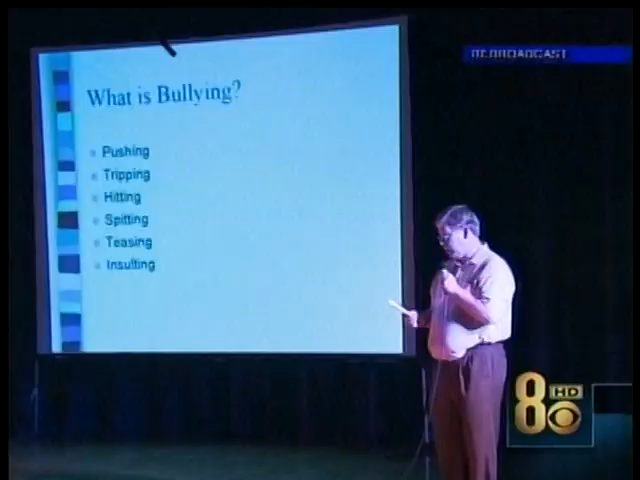 REBROADCAST
What is Bullying?
Pushing
Tripping
Hitting
Spitting
Teasing
Insulting
8 HD